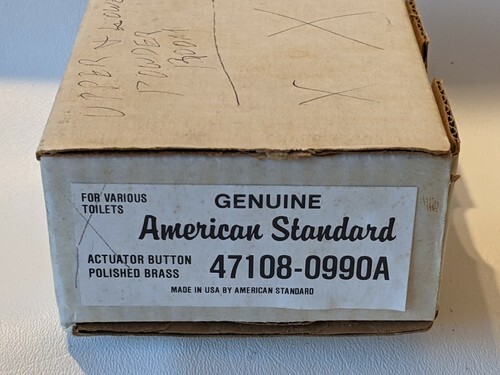 UPPER & LOWER
POWDER
ROOM
FOR VARIOUS
TOILETS
GENUINE
American Standard
ACTUATOR BUTTON
POLISHED BRASS
47108-0990A
MADE IN USA BY AMERICAN STANDARD